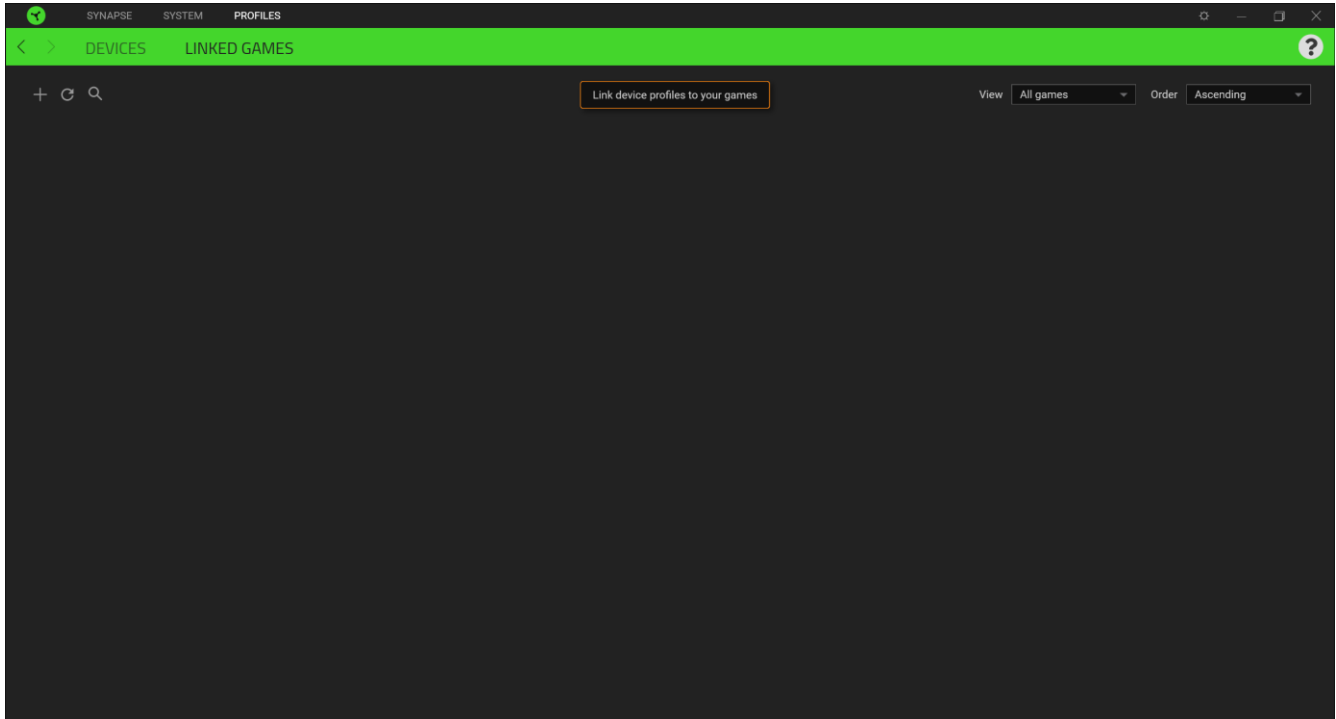 SYNAPSE SYSTEM PROFILES
DEVICES LINKED GAMES ?
Link device profiles to your games View All games Order Ascending